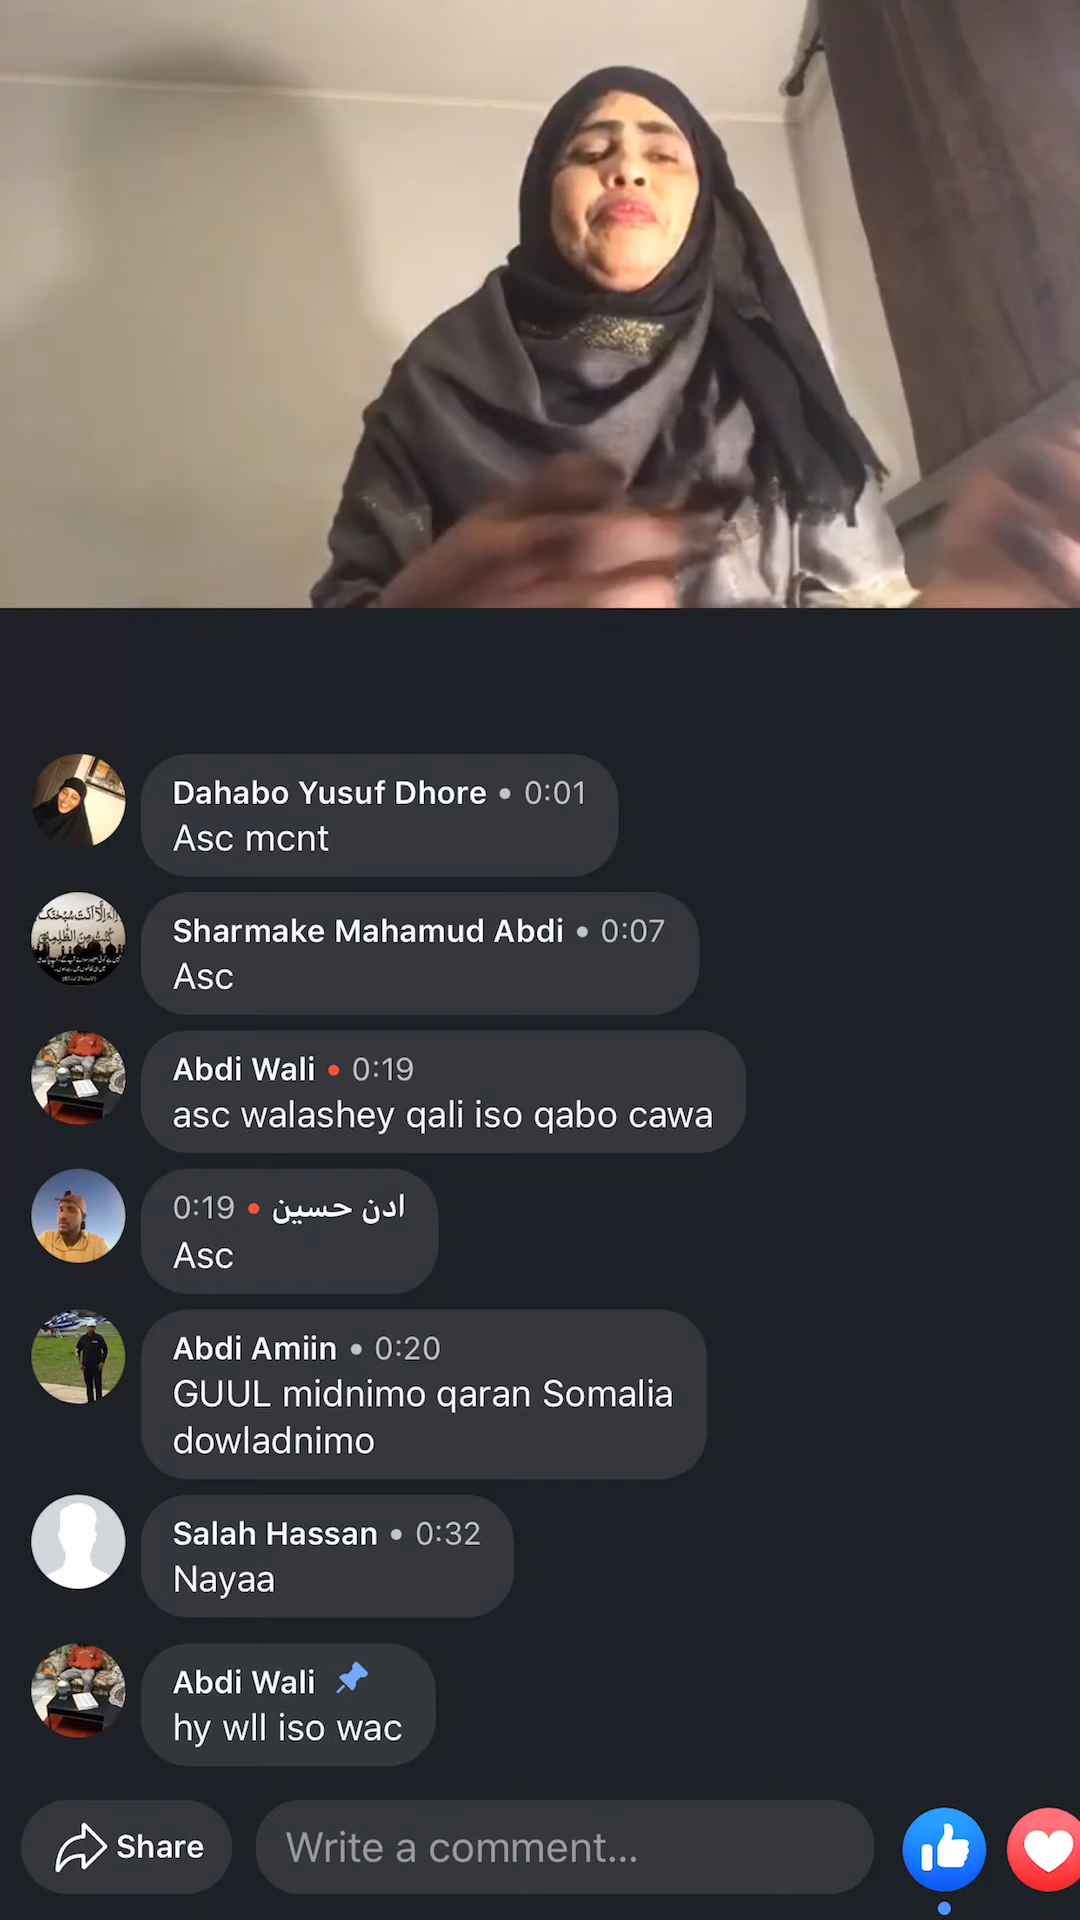 Dahabo Yusuf Dhore • 0:01
Asc mcnt
Sharmake Mahamud Abdi • 0:07
Asc
Abdi Wali • 0:19
asc walashey qali iso qabo cawa
ادن حسين • 0:19
Asc
Abdi Amiin • 0:20
GUUL midnimo qaran Somalia
dowladnimo
Salah Hassan • 0:32
Nayaa
Abdi Wali
hy wll iso wac
Share
Write a comment...